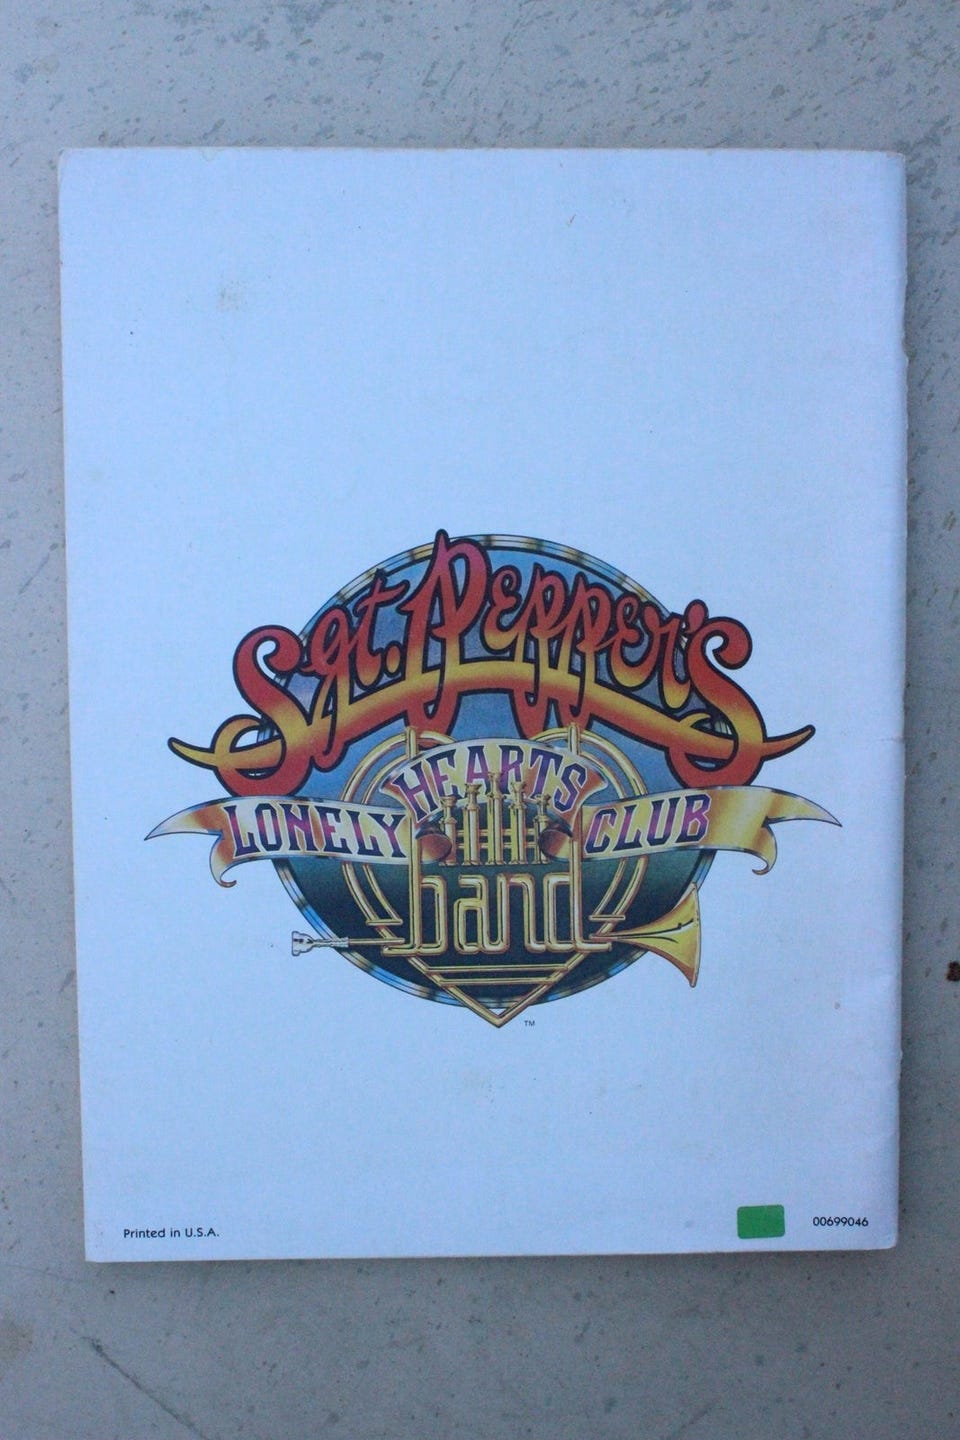 Sgt. Pepper's
HEARTS
LONELY CLUB
band
TM
Printed in U.S.A.
00699046